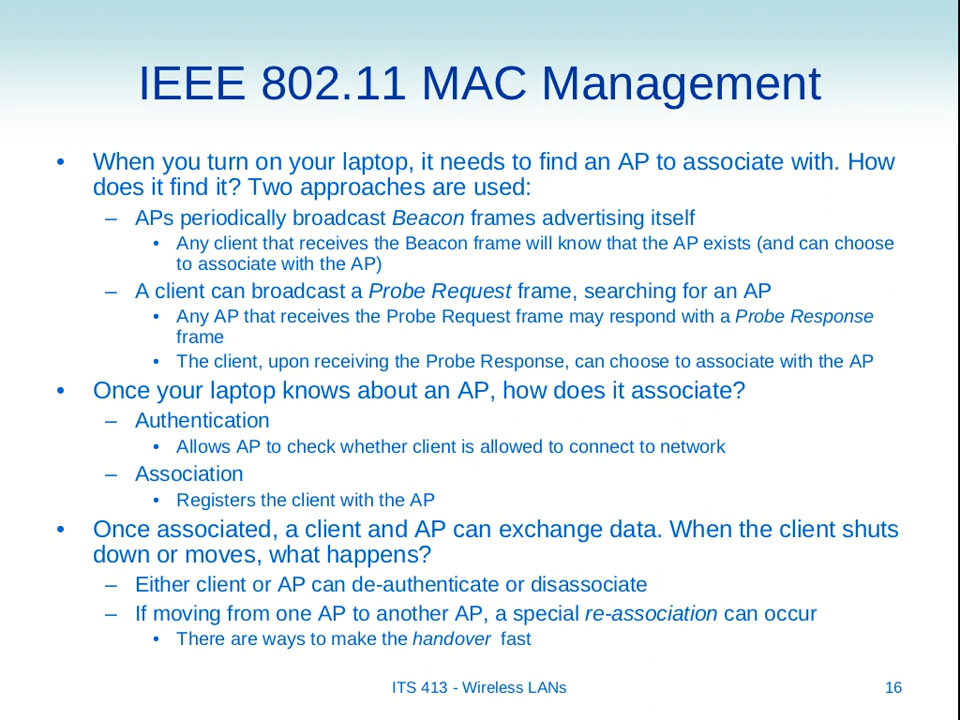 IEEE 802.11 MAC Management
• When you turn on your laptop, it needs to find an AP to associate with. How
does it find it? Two approaches are used:
– APs periodically broadcast Beacon frames advertising itself
• Any client that receives the Beacon frame will know that the AP exists (and can choose
to associate with the AP)
– A client can broadcast a Probe Request frame, searching for an AP
• Any AP that receives the Probe Request frame may respond with a Probe Response
frame
• The client, upon receiving the Probe Response, can choose to associate with the AP
• Once your laptop knows about an AP, how does it associate?
– Authentication
• Allows AP to check whether client is allowed to connect to network
– Association
• Registers the client with the AP
• Once associated, a client and AP can exchange data. When the client shuts
down or moves, what happens?
– Either client or AP can de-authenticate or disassociate
– If moving from one AP to another AP, a special re-association can occur
• There are ways to make the handover fast
ITS 413 - Wireless LANs
16